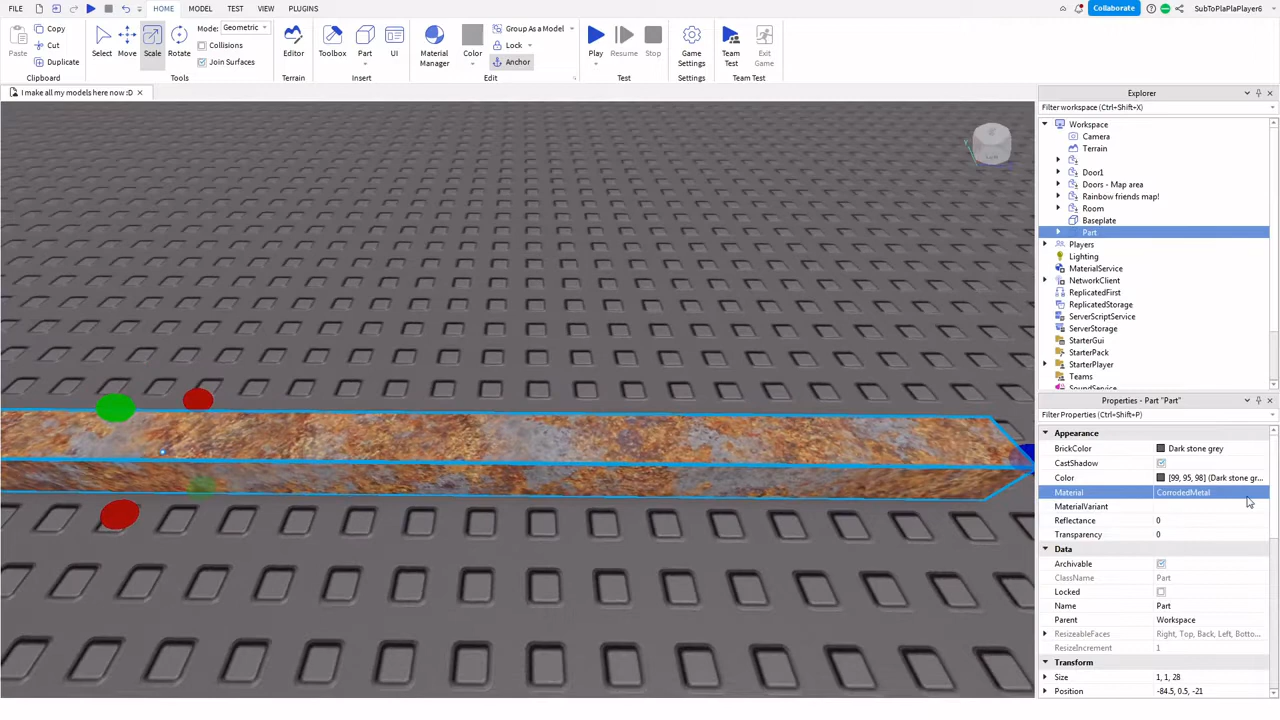 FILE HOME MODEL TEST VIEW PLUGINS Collaborate SubToPlaPlaPlayer6
Copy
Cut
Duplicate
Paste
Clipboard
Select Move Scale Rotate
Mode: Geometric
Collisions
Join Surfaces
Tools
Editor
Terrain
Toolbox Part UI
Insert
Material Manager
Color
Group As a Model
Lock
Anchor
Edit
Play Resume Stop
Test
Game Settings
Settings
Team Test
Exit Game
Team Test
I make all my models here now :D
Explorer
Filter workspace (Ctrl+Shift+X)
Workspace
Camera
Terrain
Door1
Doors - Map area
Rainbow friends map!
Room
Baseplate
Part
Players
Lighting
MaterialService
NetworkClient
ReplicatedFirst
ReplicatedStorage
ServerScriptService
ServerStorage
StarterGui
StarterPack
StarterPlayer
Teams
SoundService
Properties - Part "Part"
Filter Properties (Ctrl+Shift+P)
Appearance
BrickColor Dark stone grey
CastShadow
Color [99, 95, 98] (Dark stone gr...
Material CorrodedMetal
MaterialVariant
Reflectance 0
Transparency 0
Data
Archivable
ClassName Part
Locked
Name Part
Parent Workspace
ResizeableFaces Right, Top, Back, Left, Botto...
ResizeIncrement 1
Transform
Size 1, 1, 28
Position -84.5, 0.5, -21